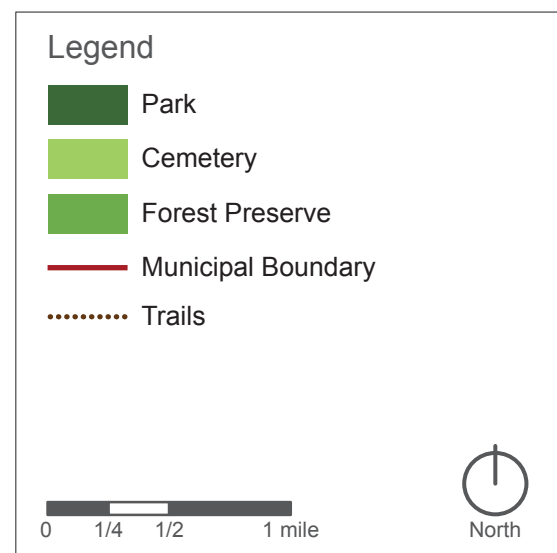 Legend
Park
Cemetery
Forest Preserve
Municipal Boundary
Trails
0 1/4 1/2 1 mile
North